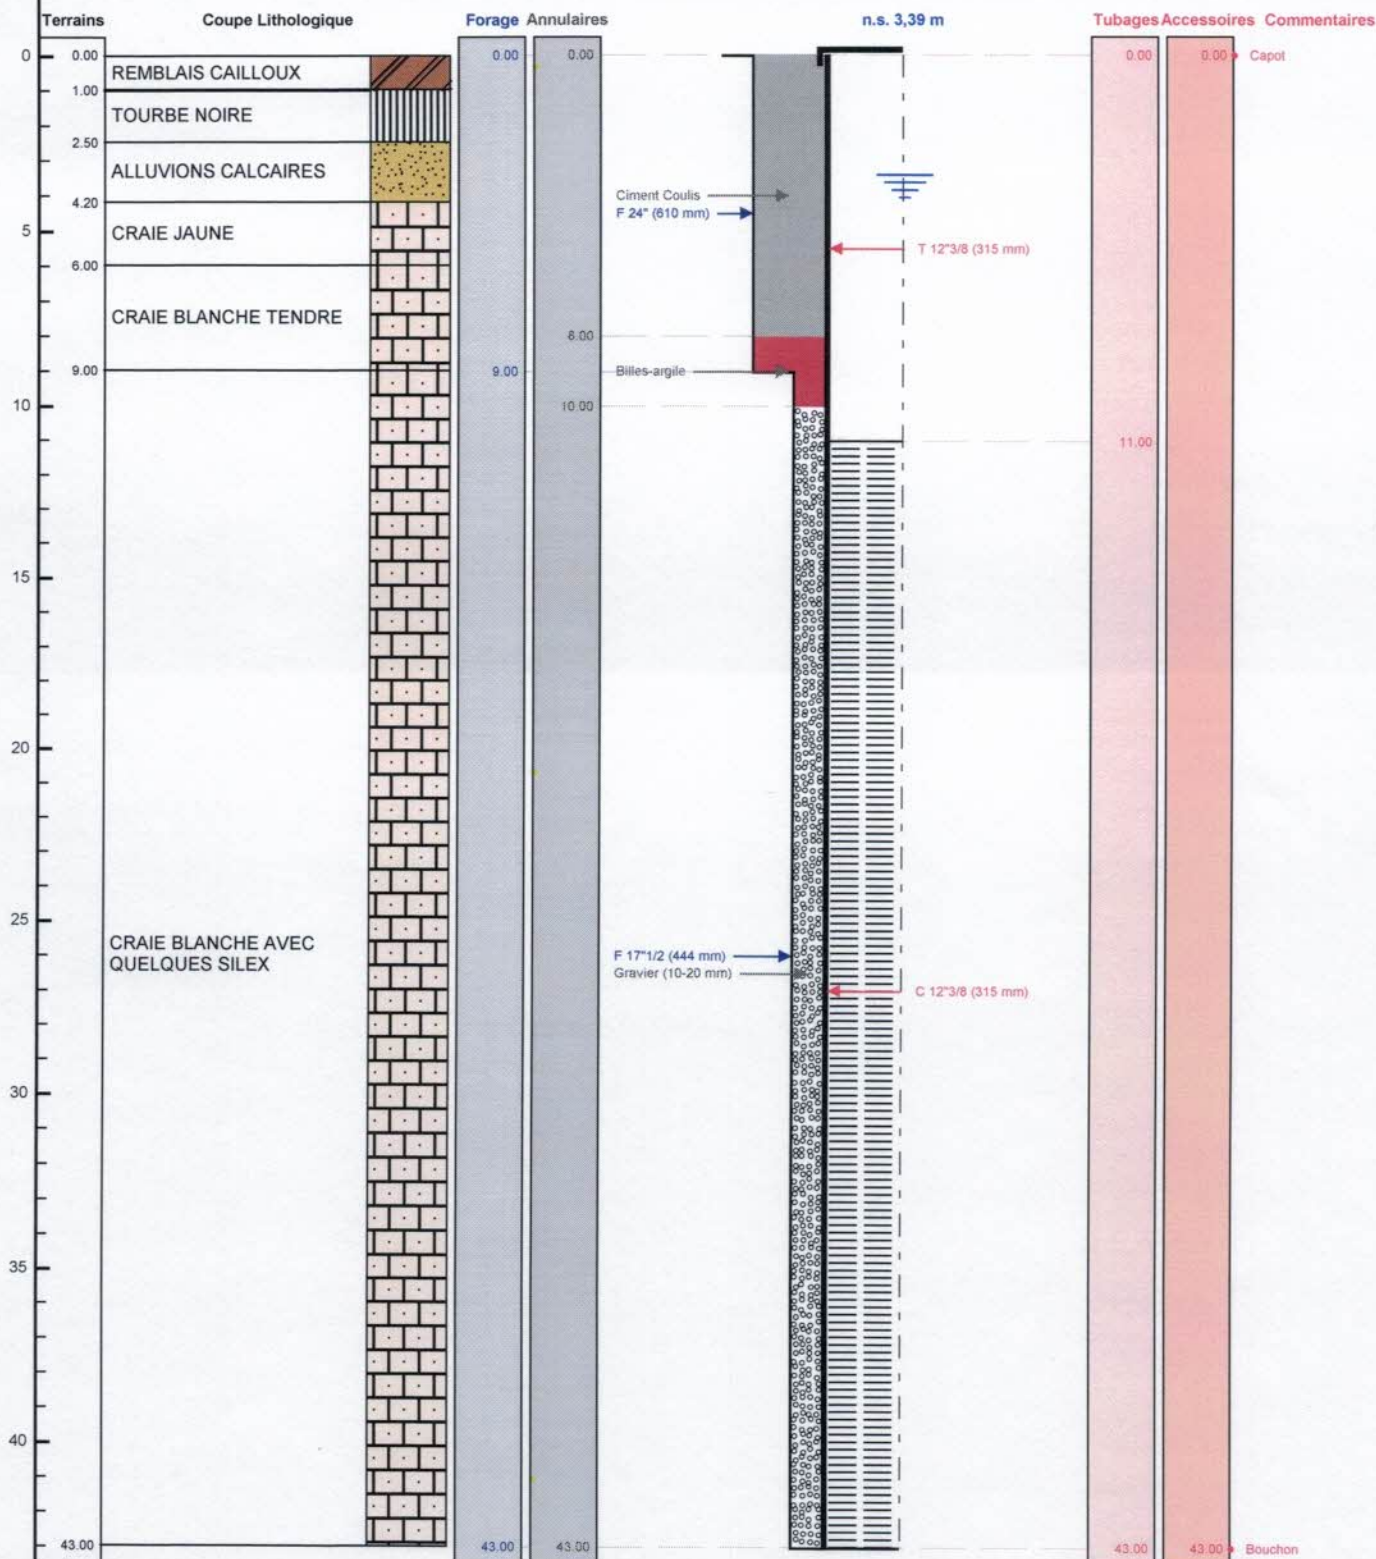 Terrains Coupe Lithologique Forage Annulaires n.s. 3,39 m Tubages Accessoires Commentaires
0 0.00 0.00 0.00 0.00 0.00 Capot
REMBLAIS CAILLOUX
1.00
TOURBE NOIRE
2.50
ALLUVIONS CALCAIRES
Ciment Coulis
4.20
F 24" (610 mm)
5 CRAIE JAUNE
T 12"3/8 (315 mm)
6.00
CRAIE BLANCHE TENDRE
8.00
9.00 9.00 Billes-argile
10 10.00
11.00
15
20
25
CRAIE BLANCHE AVEC
QUELQUES SILEX
F 17"1/2 (444 mm)
Gravier (10-20 mm)
C 12"3/8 (315 mm)
30
35
40
43.00 43.00 43.00 43.00 43.00 Bouchon